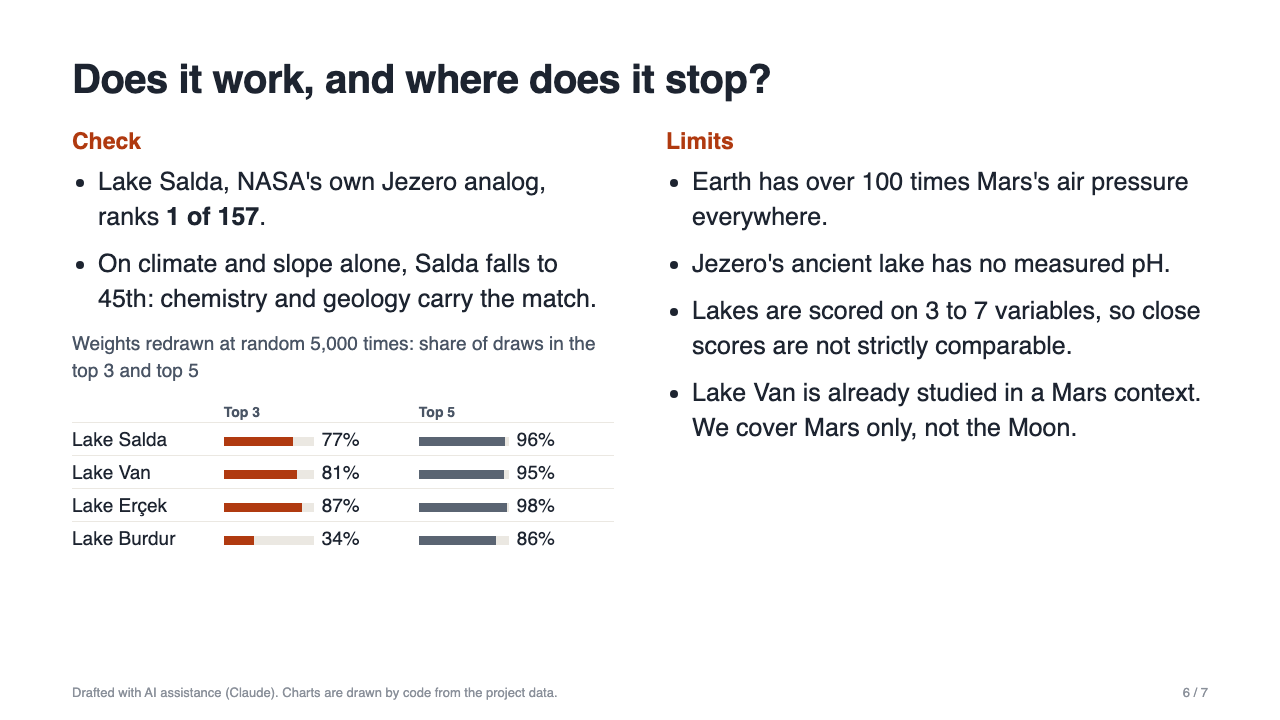 Does it work, and where does it stop?
Check
• Lake Salda, NASA's own Jezero analog,
ranks 1 of 157.
• On climate and slope alone, Salda falls to
45th: chemistry and geology carry the match.
Weights redrawn at random 5,000 times: share of draws in the
top 3 and top 5
Top 3 Top 5
Lake Salda 77% 96%
Lake Van 81% 95%
Lake Erçek 87% 98%
Lake Burdur 34% 86%
Limits
• Earth has over 100 times Mars's air pressure
everywhere.
• Jezero's ancient lake has no measured pH.
• Lakes are scored on 3 to 7 variables, so close
scores are not strictly comparable.
• Lake Van is already studied in a Mars context.
We cover Mars only, not the Moon.
Drafted with AI assistance (Claude). Charts are drawn by code from the project data.
6 / 7